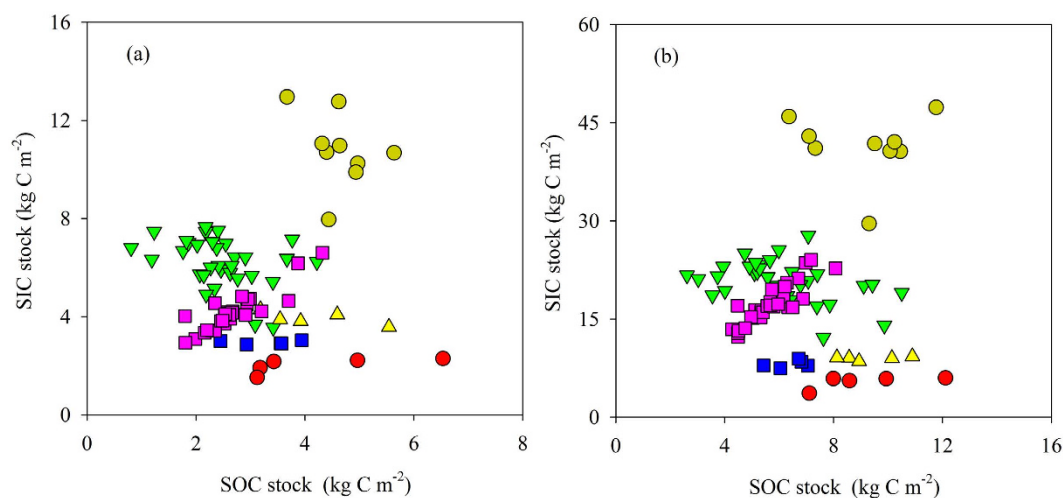 (a)
16
12
8
4
0
SIC stock (kg C m⁻²)
0 2 4 6 8
SOC stock (kg C m⁻²)
(b)
60
45
30
15
0
SIC stock (kg C m⁻²)
0 4 8 12 16
SOC stock (kg C m⁻²)